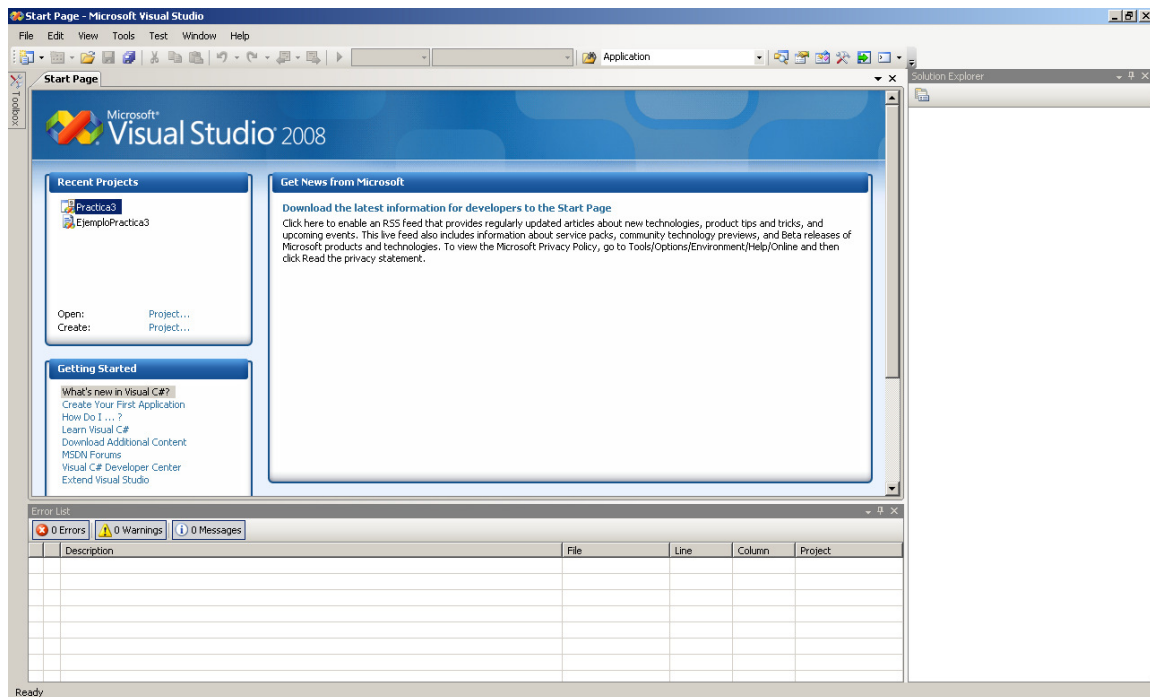 Start Page - Microsoft Visual Studio
File Edit View Tools Test Window Help
Application
Toolbox
Start Page
Solution Explorer
Microsoft®
Visual Studio® 2008
Recent Projects
Practica3
EjemploPractica3
Open: Project...
Create: Project...
Get News from Microsoft
Download the latest information for developers to the Start Page
Click here to enable an RSS feed that provides regularly updated articles about new technologies, product tips and tricks, and
upcoming events. This live feed also includes information about service packs, community technology previews, and Beta releases of
Microsoft products and technologies. To view the Microsoft Privacy Policy, go to Tools/Options/Environment/Help/Online and then
click Read the privacy statement.
Getting Started
What's new in Visual C#?
Create Your First Application
How Do I ... ?
Learn Visual C#
Download Additional Content
MSDN Forums
Visual C# Developer Center
Extend Visual Studio
Error List
0 Errors 0 Warnings 0 Messages
Description File Line Column Project
Ready